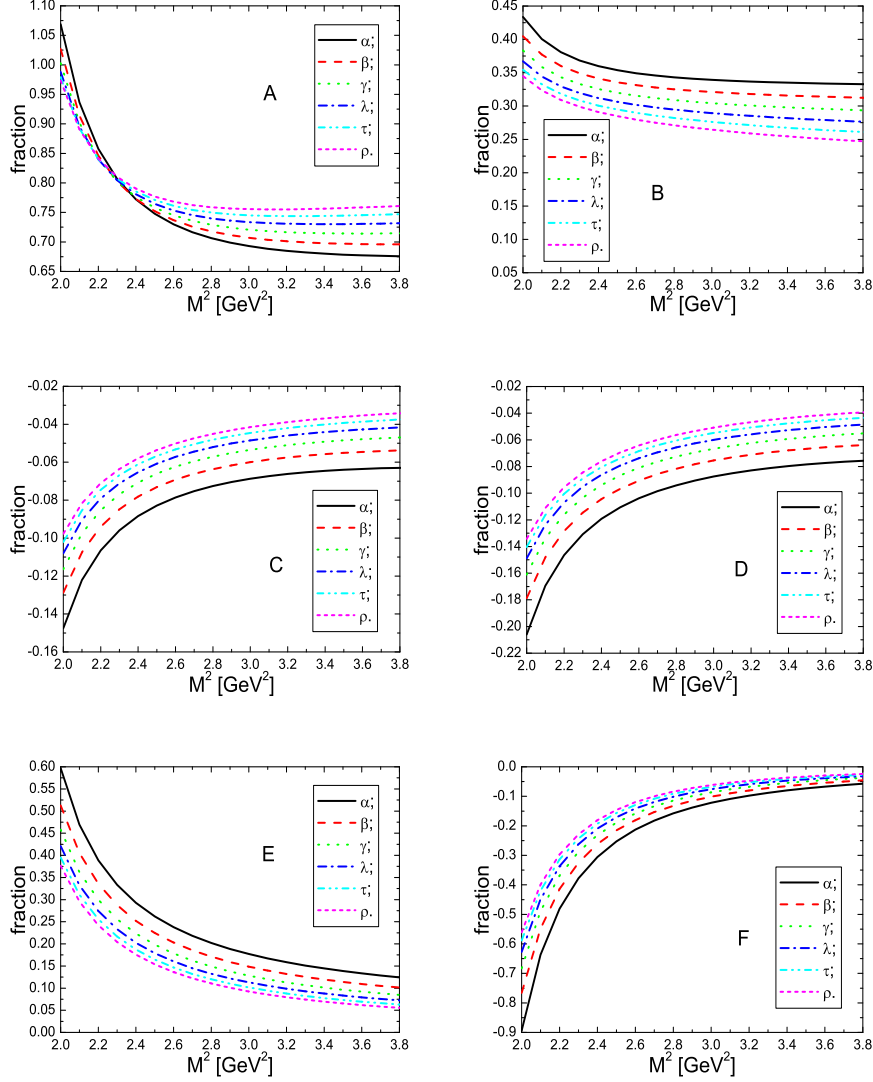 1.10
1.05
1.00
0.95
0.90
0.85
0.80
0.75
0.70
0.65
fraction
A
α;
β;
γ;
λ;
τ;
ρ.
2.0 2.2 2.4 2.6 2.8 3.0 3.2 3.4 3.6 3.8
M² [GeV²]
0.45
0.40
0.35
0.30
0.25
0.20
0.15
0.10
0.05
fraction
B
α;
β;
γ;
λ;
τ;
ρ.
2.0 2.2 2.4 2.6 2.8 3.0 3.2 3.4 3.6 3.8
M² [GeV²]
-0.02
-0.04
-0.06
-0.08
-0.10
-0.12
-0.14
-0.16
fraction
C
α;
β;
γ;
λ;
τ;
ρ.
2.0 2.2 2.4 2.6 2.8 3.0 3.2 3.4 3.6 3.8
M² [GeV²]
-0.04
-0.06
-0.08
-0.10
-0.12
-0.14
-0.16
-0.18
-0.20
-0.22
fraction
D
α;
β;
γ;
λ;
τ;
ρ.
2.0 2.2 2.4 2.6 2.8 3.0 3.2 3.4 3.6 3.8
M² [GeV²]
0.60
0.55
0.50
0.45
0.40
0.35
0.30
0.25
0.20
0.15
0.10
0.05
0.00
fraction
E
α;
β;
γ;
λ;
τ;
ρ.
2.0 2.2 2.4 2.6 2.8 3.0 3.2 3.4 3.6 3.8
M² [GeV²]
0.0
-0.1
-0.2
-0.3
-0.4
-0.5
-0.6
-0.7
-0.8
-0.9
fraction
F
α;
β;
γ;
λ;
τ;
ρ.
2.0 2.2 2.4 2.6 2.8 3.0 3.2 3.4 3.6 3.8
M² [GeV²]